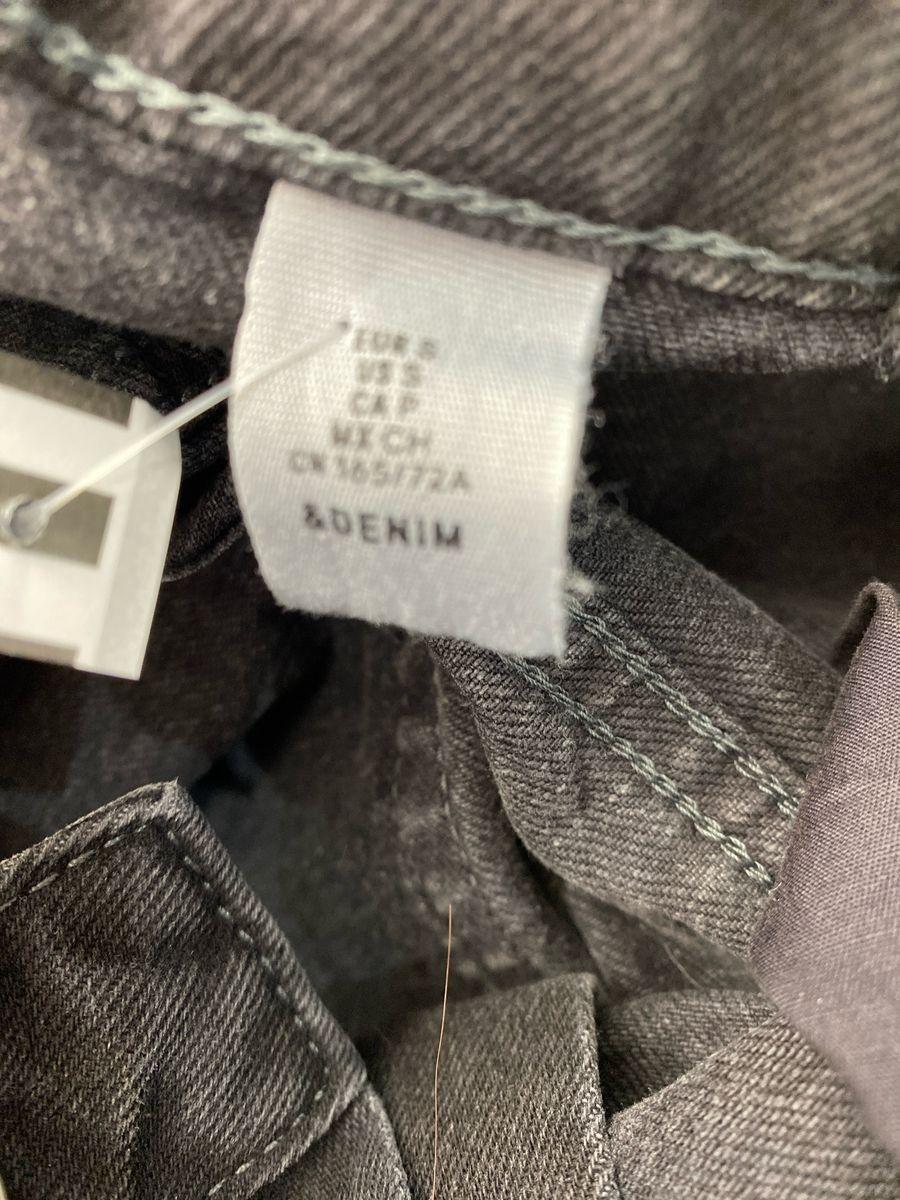 EUR S
US S
CA P
MX CH
CN 165/72A
&DENIM